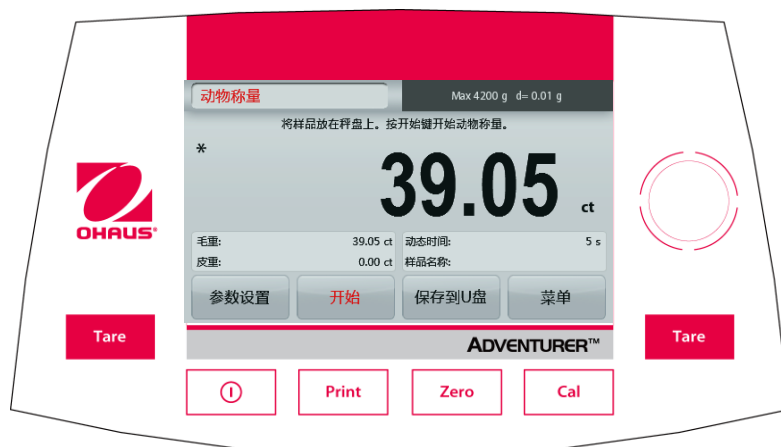 动物称量
Max 4200 g d= 0.01 g
将样品放在秤盘上。按开始键开始动物称量。
*
39.05 ct
OHAUS®
毛重: 39.05 ct 动态时间: 5 s
皮重: 0.00 ct 样品名称:
参数设置 开始 保存到U盘 菜单
Tare
Tare
ADVENTURER™
Print Zero Cal